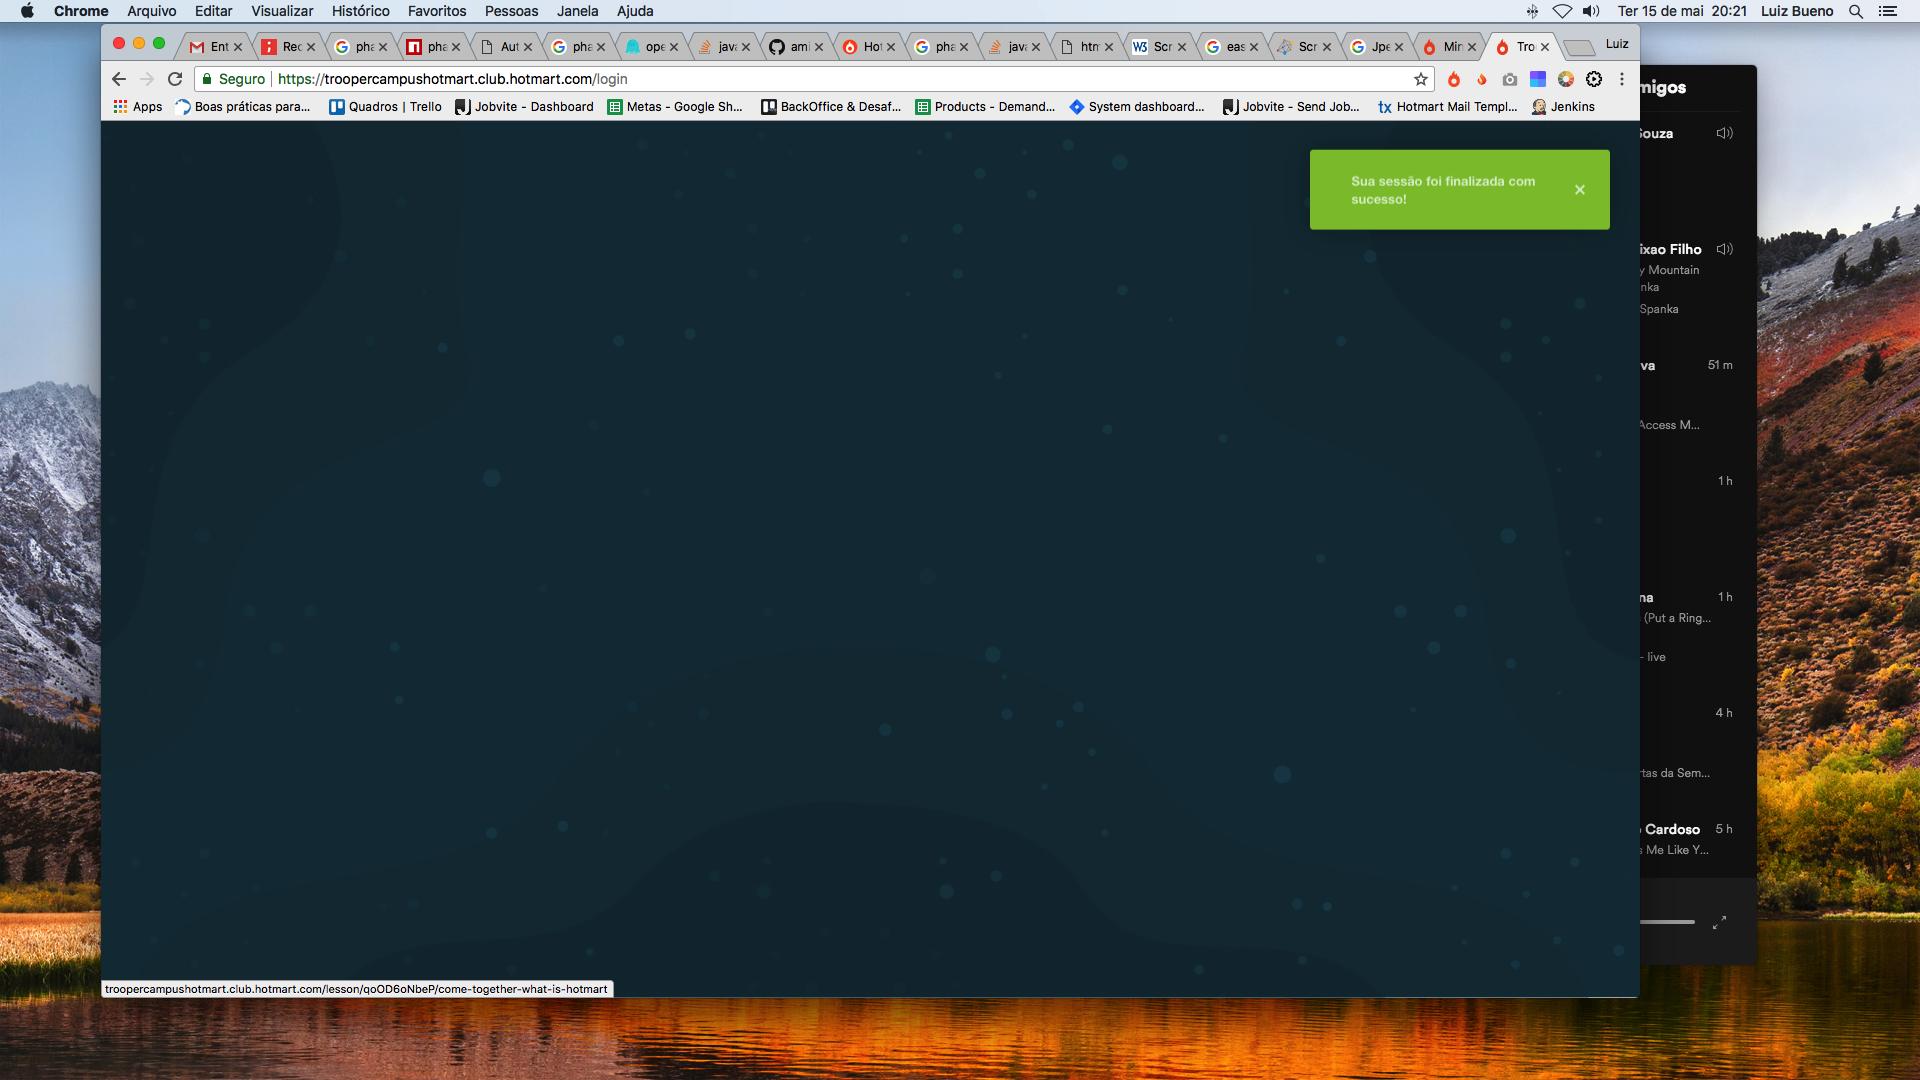 Chrome Arquivo Editar Visualizar Histórico Favoritos Pessoas Janela Ajuda Ter 15 de mai 20:21 Luiz Bueno
Ent Rec pha pha Aut pha ope java ami Hot pha java htm Scr eas Scr Jpe Min Troo Luiz
Seguro https://troopercampushotmart.club.hotmart.com/login
Apps Boas práticas para... Quadros | Trello Jobvite - Dashboard Metas - Google Sh... BackOffice & Desaf... Products - Demand... System dashboard... Jobvite - Send Job... tx Hotmart Mail Templ... Jenkins
migos
Souza
Sua sessão foi finalizada com
sucesso!
ixao Filho
y Mountain
nka
Spanka
va 51 m
Access M...
1 h
na 1 h
(Put a Ring...
- live
4 h
rtas da Sem...
Cardoso 5 h
s Me Like Y...
troopercampushotmart.club.hotmart.com/lesson/qoOD6oNbeP/come-together-what-is-hotmart